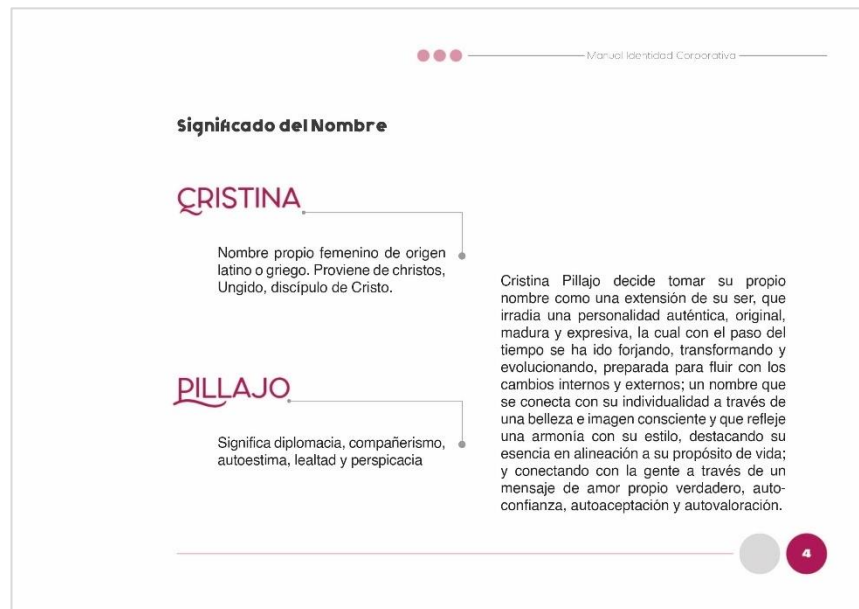 Manual Identidad Corporativa
Significado del Nombre
CRISTINA
Nombre propio femenino de origen
latino o griego. Proviene de christos,
Ungido, discípulo de Cristo.
PILLAJO
Significa diplomacia, compañerismo,
autoestima, lealtad y perspicacia
Cristina Pillajo decide tomar su propio
nombre como una extensión de su ser, que
irradia una personalidad auténtica, original,
madura y expresiva, la cual con el paso del
tiempo se ha ido forjando, transformando y
evolucionando, preparada para fluir con los
cambios internos y externos; un nombre que
se conecta con su individualidad a través de
una belleza e imagen consciente y que refleje
una armonía con su estilo, destacando su
esencia en alineación a su propósito de vida;
y conectando con la gente a través de un
mensaje de amor propio verdadero, auto-
confianza, autoaceptación y autovaloración.
4